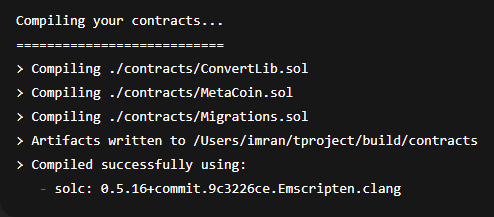 Compiling your contracts...
===========================
> Compiling ./contracts/ConvertLib.sol
> Compiling ./contracts/MetaCoin.sol
> Compiling ./contracts/Migrations.sol
> Artifacts written to /Users/imran/tproject/build/contracts
> Compiled successfully using:
   - solc: 0.5.16+commit.9c3226ce.Emscripten.clang